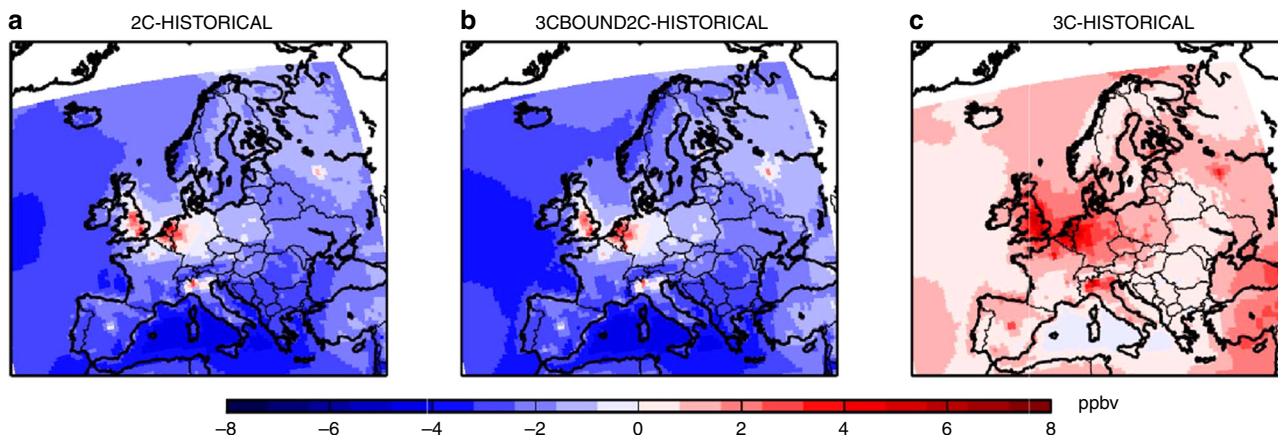 a 2C-HISTORICAL
b 3CBOUND2C-HISTORICAL
c 3C-HISTORICAL
ppbv
−8 −6 −4 −2 0 2 4 6 8